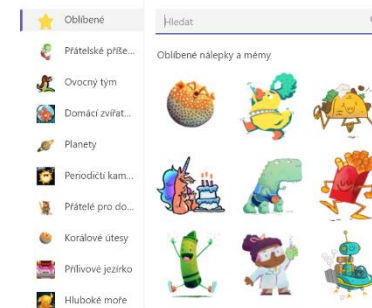 Oblíbené
Přátelské příše...
Ovocný tým
Domácí zvířat...
Planety
Periodičtí kam...
Přátelé pro do...
Korálové útesy
Přílivové jezírko
Hluboké moře
Hledat
Oblíbené nálepky a mémy